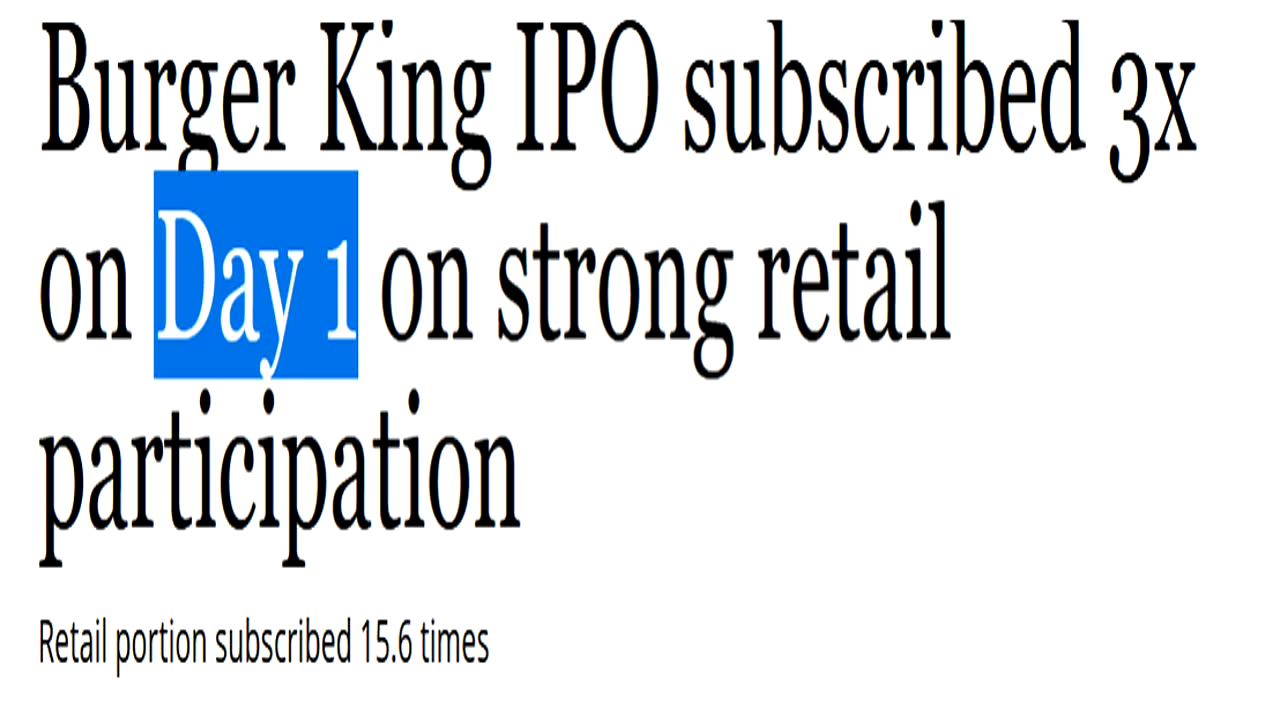 Burger King IPO subscribed 3x
on Day 1 on strong retail
participation
Retail portion subscribed 15.6 times